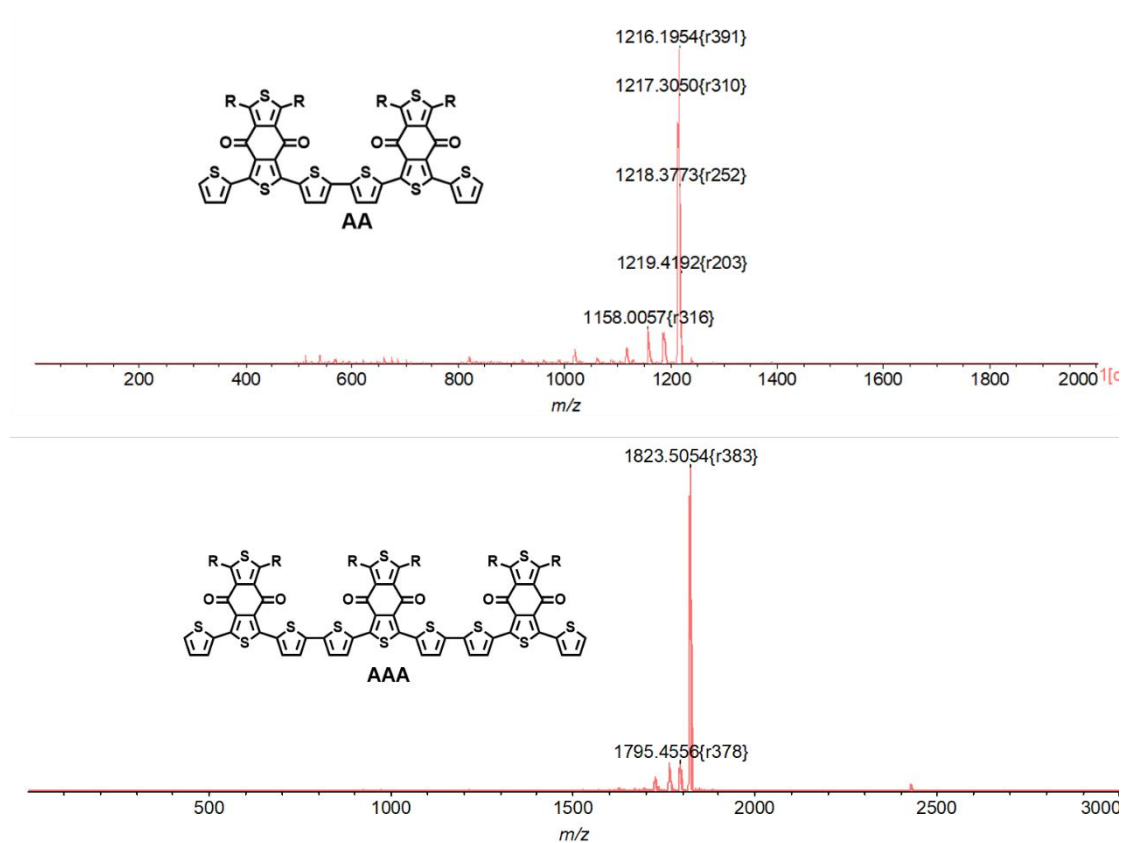 1216.1954{r391}
1217.3050{r310}
R S R R S R
1218.3773{r252}
O O O O
S S S S
S S
AA
1219.4192{r203}
1158.0057{r316}
200 400 600 800 1000 1200 1400 1600 1800 2000 1[c
m/z
1823.5054{r383}
R S R R S R R S R
O O O O O O
S S S S S S
S S S
AAA
1795.4556{r378}
500 1000 1500 2000 2500 3000
m/z